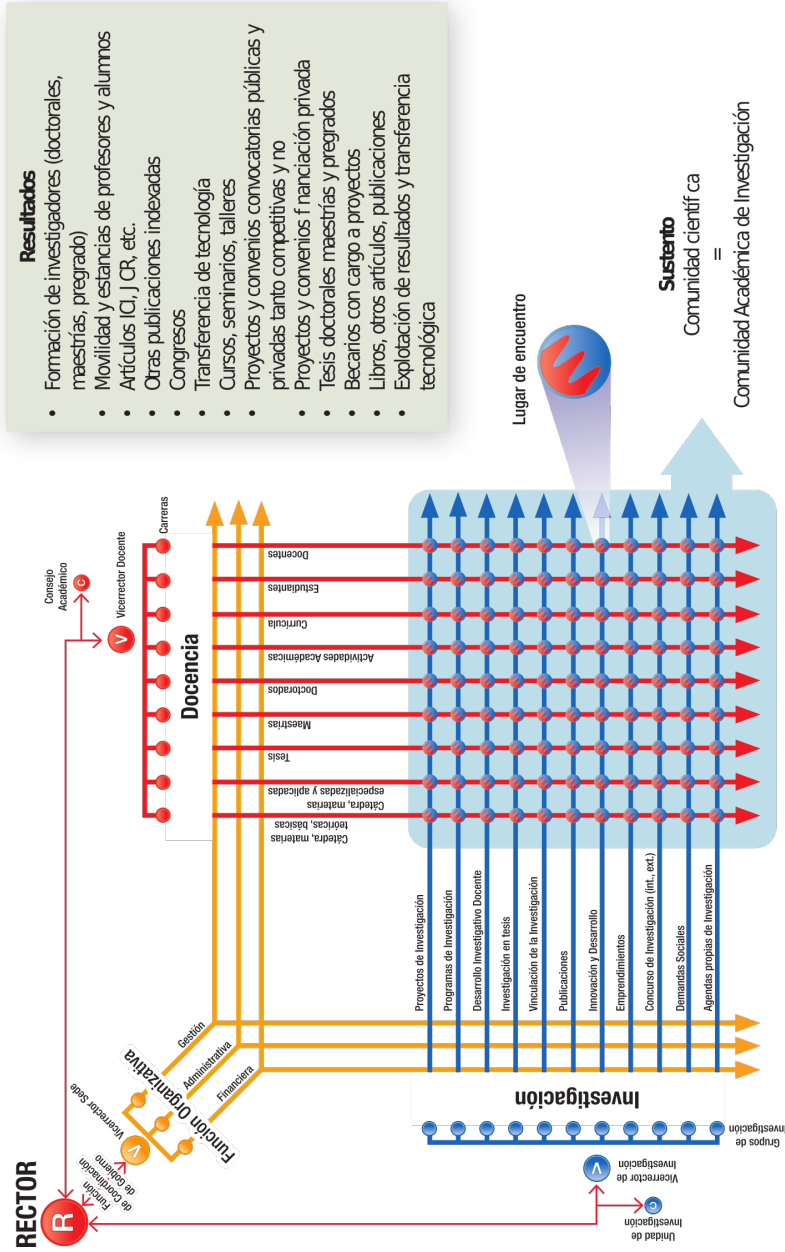 RECTOR
R
Función
de Coordinación
de Gobierno
Vicerrector Sede
V
Función Organizativa
Gestión
Administrativa
Financiera
Consejo
Académico
C
V
Vicerrector Docente
Carreras
Docencia
Cátedra, materias
teóricas, básicas
Cátedra, materias
especializadas y aplicadas
Tesis
Maestrías
Doctorados
Actividades Académicas
Curricula
Estudiantes
Docentes
Resultados
• Formación de investigadores (doctorales,
maestrías, pregrado)
• Movilidad y estancias de profesores y alumnos
• Artículos ICI, J CR, etc.
• Otras publicaciones indexadas
• Congresos
• Transferencia de tecnología
• Cursos, seminarios, talleres
• Proyectos y convenios convocatorias públicas y
privadas tanto competitivas y no
• Proyectos y convenios f nanciación privada
• Tesis doctorales maestrías y pregrados
• Becarios con cargo a proyectos
• Libros, otros artículos, publicaciones
• Explotación de resultados y transferencia
tecnológica
Unidad de
Investigación
C
V
Vicerrector de
Investigación
Grupos de
Investigación
Investigación
Proyectos de Investigación
Programas de Investigación
Desarrollo Investigativo Docente
Investigación en tesis
Vinculación de la Investigación
Publicaciones
Innovación y Desarrollo
Emprendimientos
Concurso de Investigación (int., ext.)
Demandas Sociales
Agendas propias de Investigación
Lugar de encuentro
Sustento
Comunidad científ ca
=
Comunidad Académica de Investigación